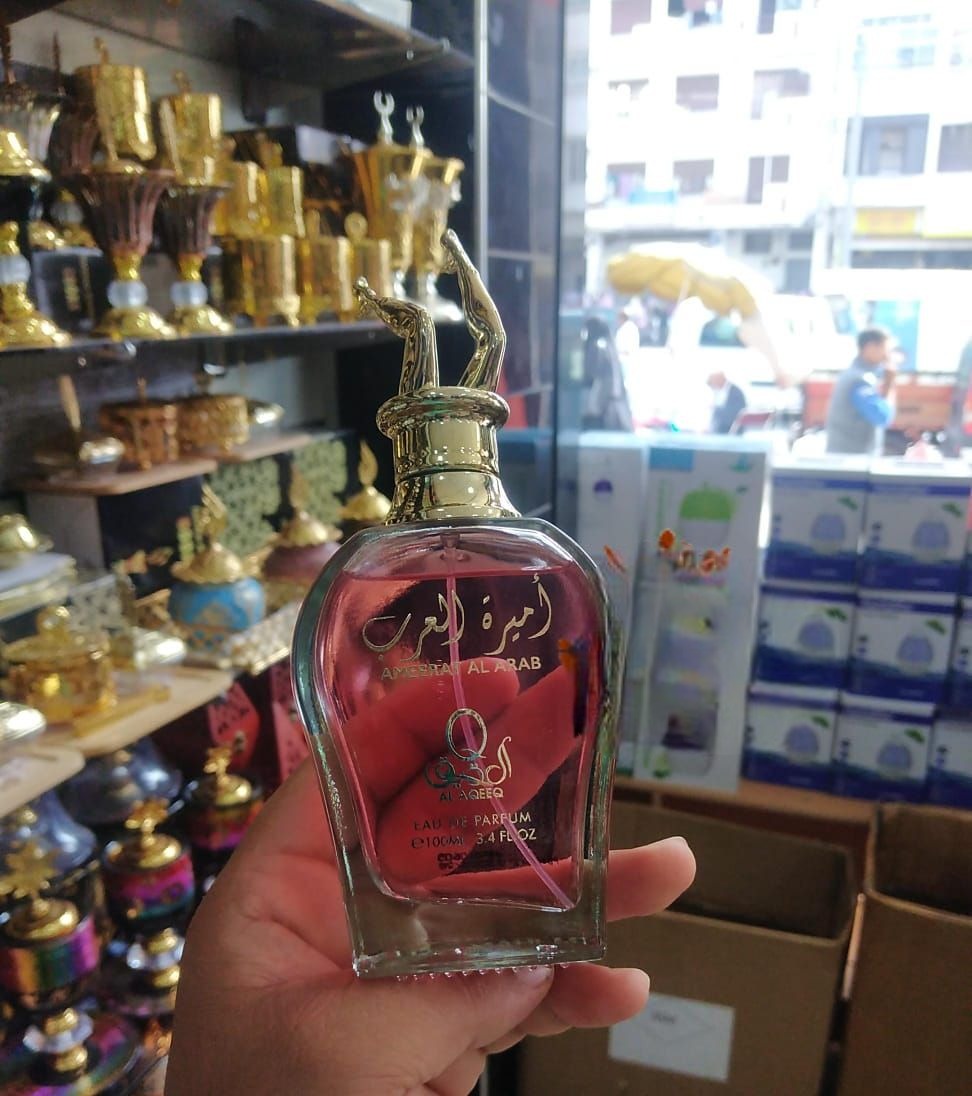 أميرة العرب
AMEERAT AL ARAB
العقيق
AL AQEEQ
EAU DE PARFUM
℮100ML 3.4 FL.OZ